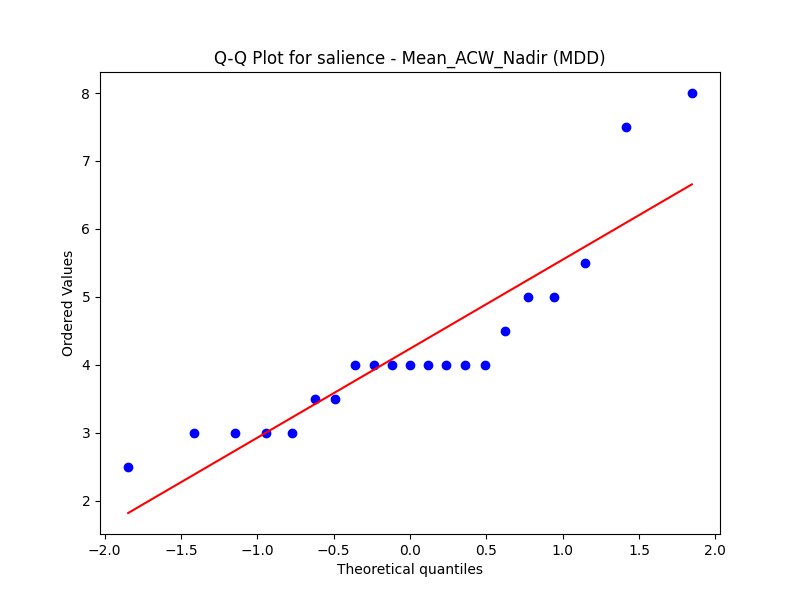 Q-Q Plot for salience - Mean_ACW_Nadir (MDD)
Ordered Values
8
7
6
5
4
3
2
−2.0 −1.5 −1.0 −0.5 0.0 0.5 1.0 1.5 2.0
Theoretical quantiles